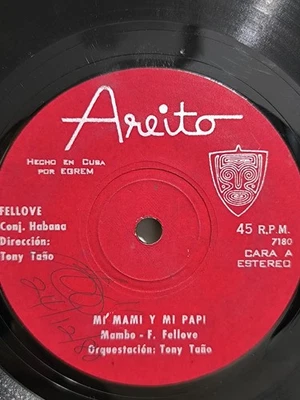 Areito
HECHO EN CUBA
POR EGREM
FELLOVE
Conj. Habana
Dirección:
Tony Taño
45 R.P.M.
7180
CARA A
ESTEREO
MI MAMI Y MI PAPI
Mambo - F. Fellove
Orquestación: Tony Taño